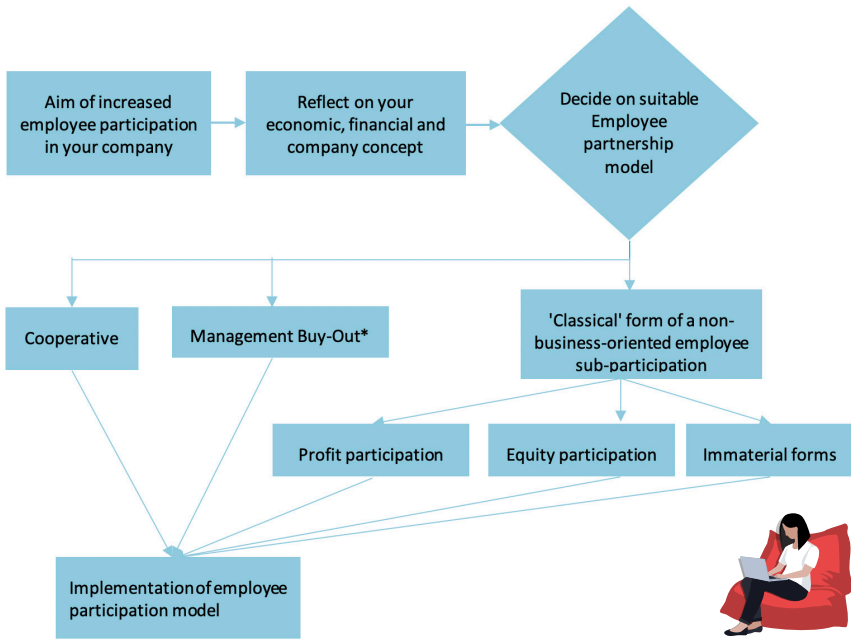 Aim of increased
employee participation
in your company
Reflect on your
economic, financial and
company concept
Decide on suitable
Employee
partnership
model
Cooperative
Management Buy-Out*
'Classical' form of a non-
business-oriented employee
sub-participation
Profit participation
Equity participation
Immaterial forms
Implementation of employee
participation model